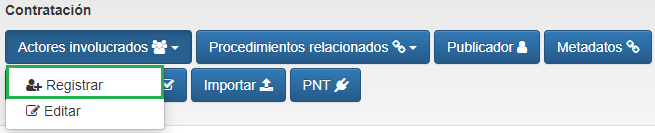 Contratación
Actores involucrados Procedimientos relacionados Publicador Metadatos
Registrar Importar PNT
Editar